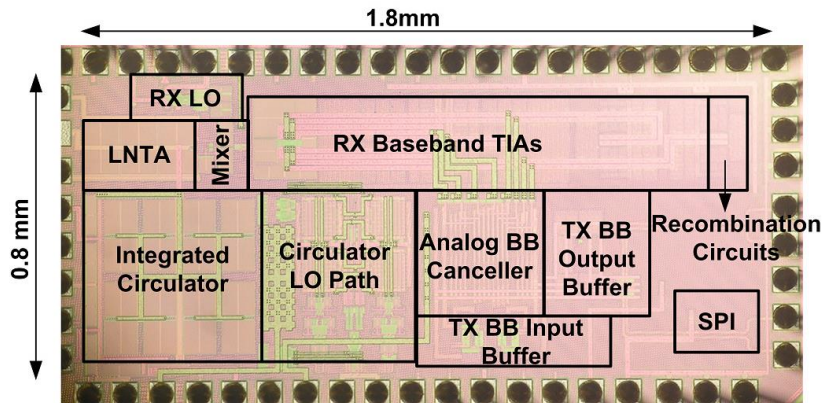 1.8mm
0.8 mm
RX LO
LNTA
Mixer
RX Baseband TIAs
Recombination
Circuits
Integrated
Circulator
Circulator
LO Path
Analog BB
Canceller
TX BB
Output
Buffer
SPI
TX BB Input
Buffer